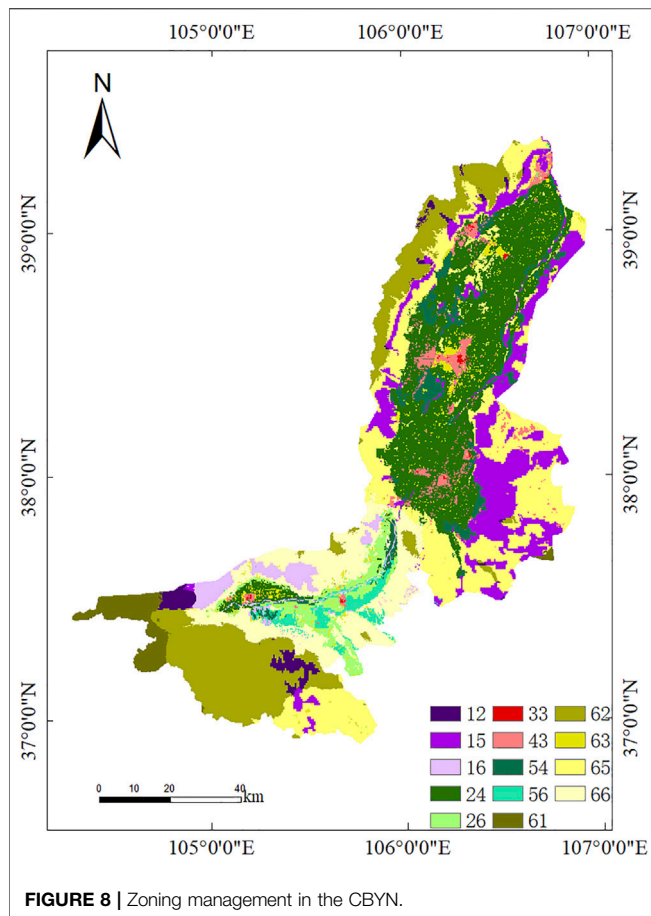 105°0'0"E 106°0'0"E 107°0'0"E
N
39°0'0"N 39°0'0"N
38°0'0"N 38°0'0"N
37°0'0"N 37°0'0"N
12 33 62
15 43 63
16 54 65
24 56 66
26 61
0 20 40
km
105°0'0"E 106°0'0"E 107°0'0"E
FIGURE 8 | Zoning management in the CBYN.